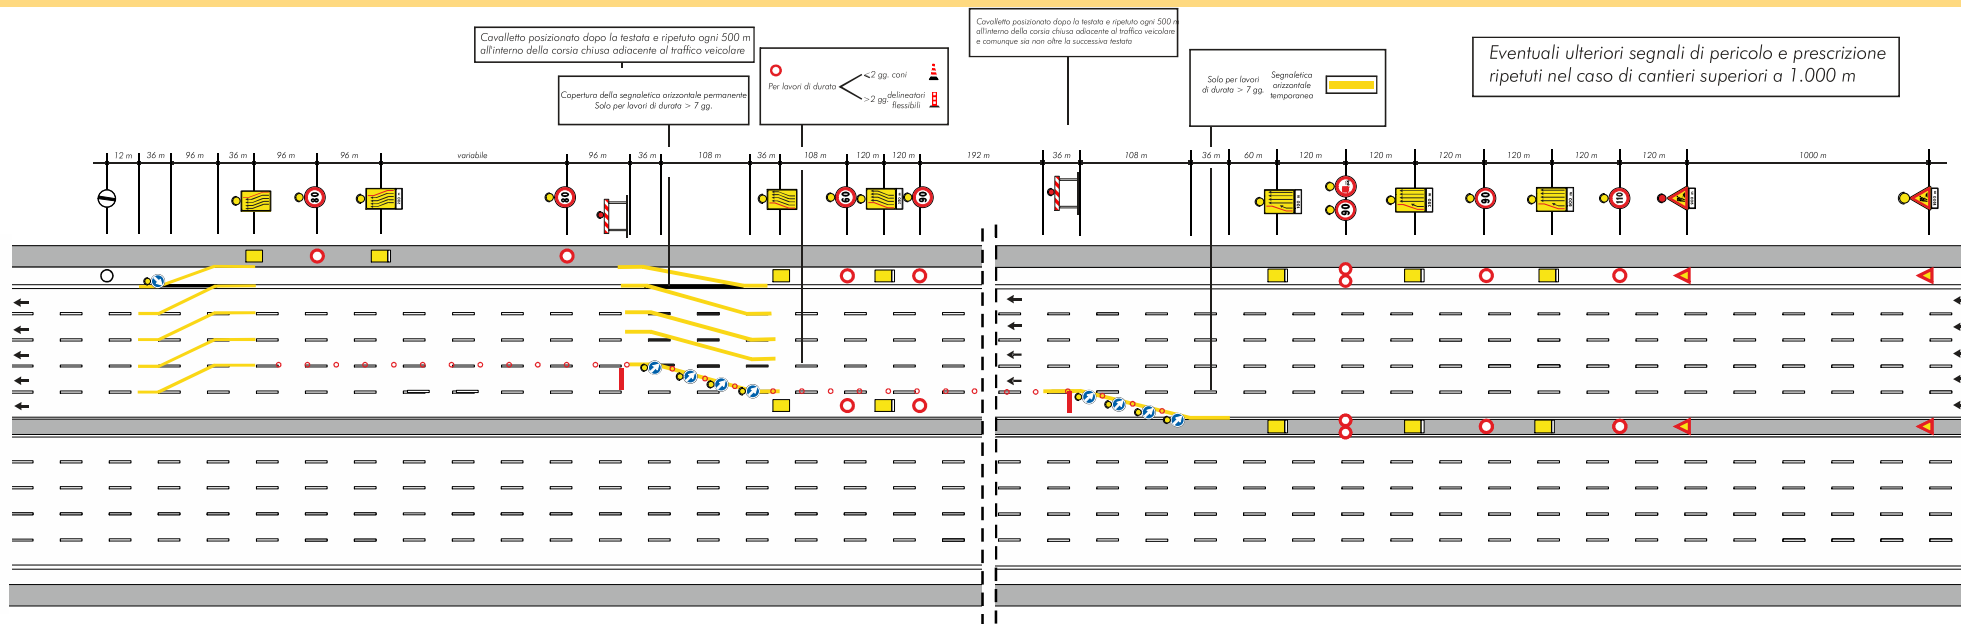 Cavalletto posizionato dopo la testata e ripetuto ogni 500 m
all'interno della corsia chiusa adiacente al traffico veicolare
Copertura della segnaletica orizzontale permanente
Solo per lavori di durata > 7 gg.
Per lavori di durata
<2 gg. coni
>2 gg. delineatori
flessibili
Cavalletto posizionato dopo la testata e ripetuto ogni 500 m
all'interno della corsia chiusa adiacente al traffico veicolare
e comunque sia non oltre la successiva testata
Solo per lavori
di durata > 7 gg.
Segnaletica
orizzontale
temporanea
Eventuali ulteriori segnali di pericolo e prescrizione
ripetuti nel caso di cantieri superiori a 1.000 m
12 m 36 m 96 m 36 m 96 m 96 m variabile 96 m 36 m 108 m 36 m 108 m 120 m 120 m 192 m 36 m 108 m 36 m 60 m 120 m 120 m 120 m 120 m 120 m 120 m 1000 m
80
80
60
90
90
90
110